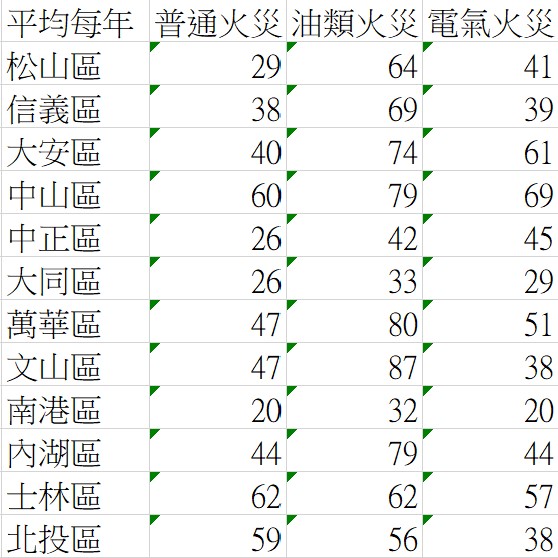 平均每年 普通火災 油類火災 電氣火災
松山區 29 64 41
信義區 38 69 39
大安區 40 74 61
中山區 60 79 69
中正區 26 42 45
大同區 26 33 29
萬華區 47 80 51
文山區 47 87 38
南港區 20 32 20
內湖區 44 79 44
士林區 62 62 57
北投區 59 56 38